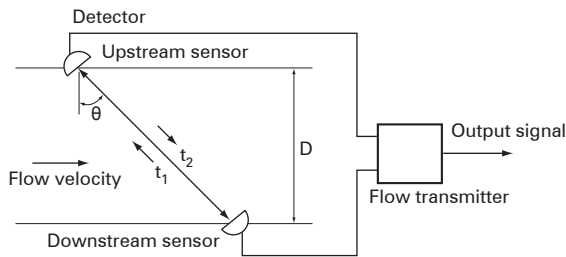 Detector
Upstream sensor
θ
t2
t1
D
Output signal
Flow velocity
Flow transmitter
Downstream sensor